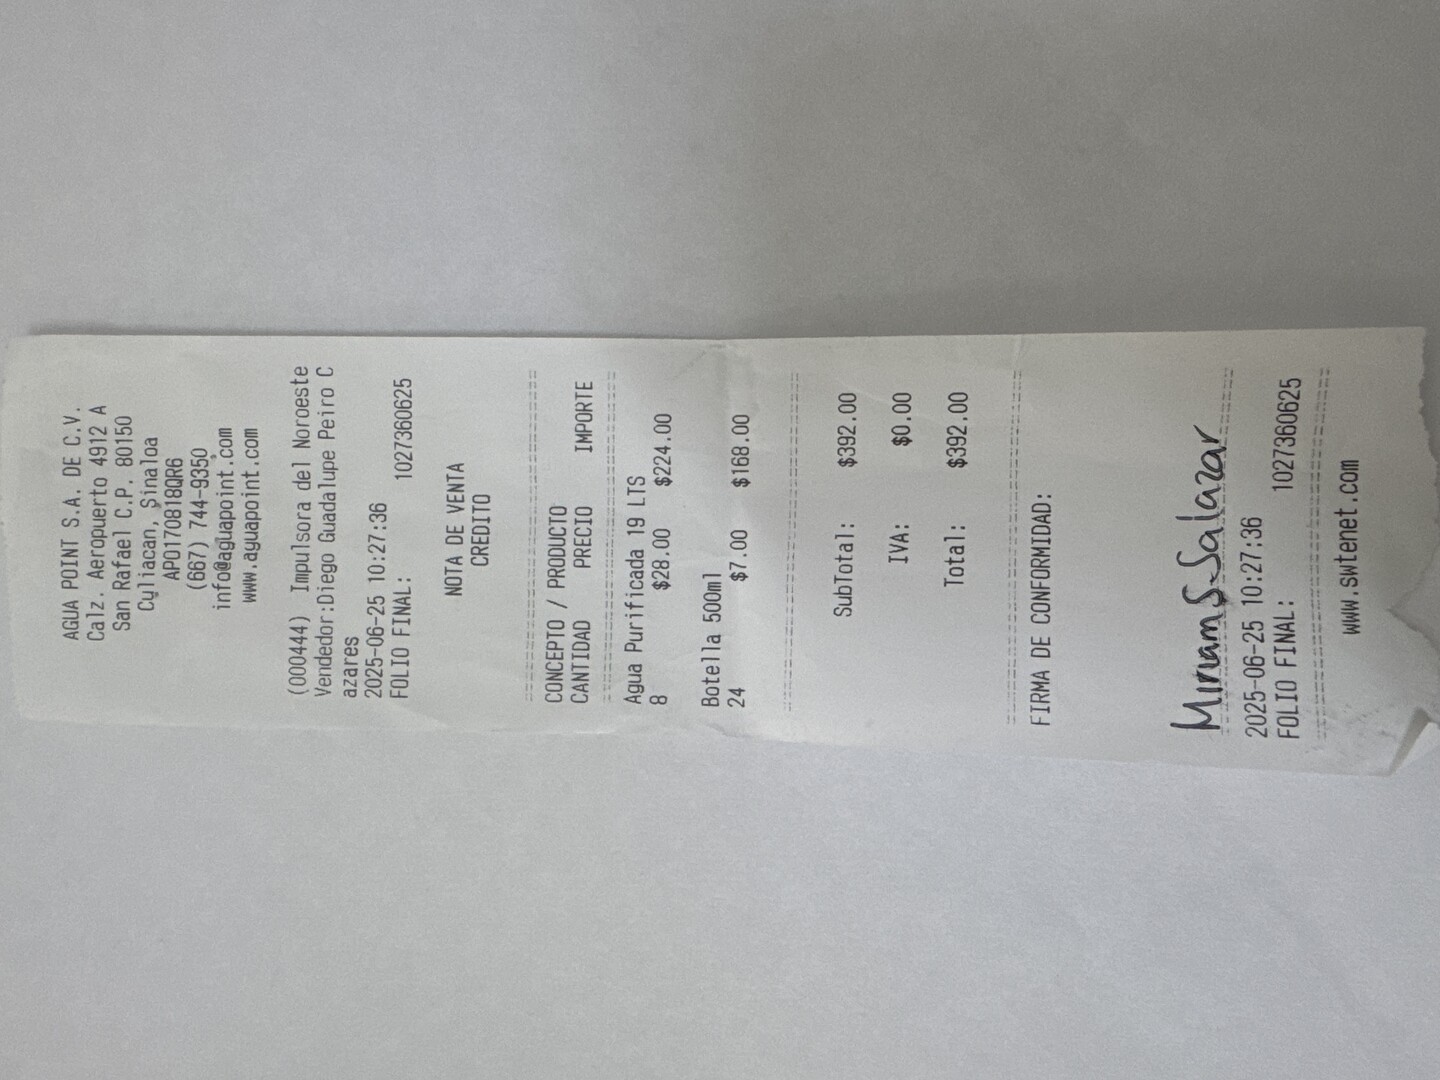 AGUA POINT S.A. DE C.V.
Calz. Aeropuerto 4912 A
San Rafael C.P. 80150
Culiacan, Sinaloa
APO170818QR6
(667) 744-9350
info@aguapoint.com
www.aguapoint.com
(000444) Impulsora del Noroeste
Vendedor:Diego Guadalupe Peiro C
azares
2025-06-25 10:27:36
FOLIO FINAL: 1027360625
NOTA DE VENTA
CREDITO
CONCEPTO / PRODUCTO
CANTIDAD PRECIO IMPORTE
Agua Purificada 19 LTS
8 $28.00 $224.00
Botella 500ml
24 $7.00 $168.00
SubTotal: $392.00
IVA: $0.00
Total: $392.00
FIRMA DE CONFORMIDAD:
Miriam S. Salazar
2025-06-25 10:27:36
FOLIO FINAL: 1027360625
www.swtenet.com